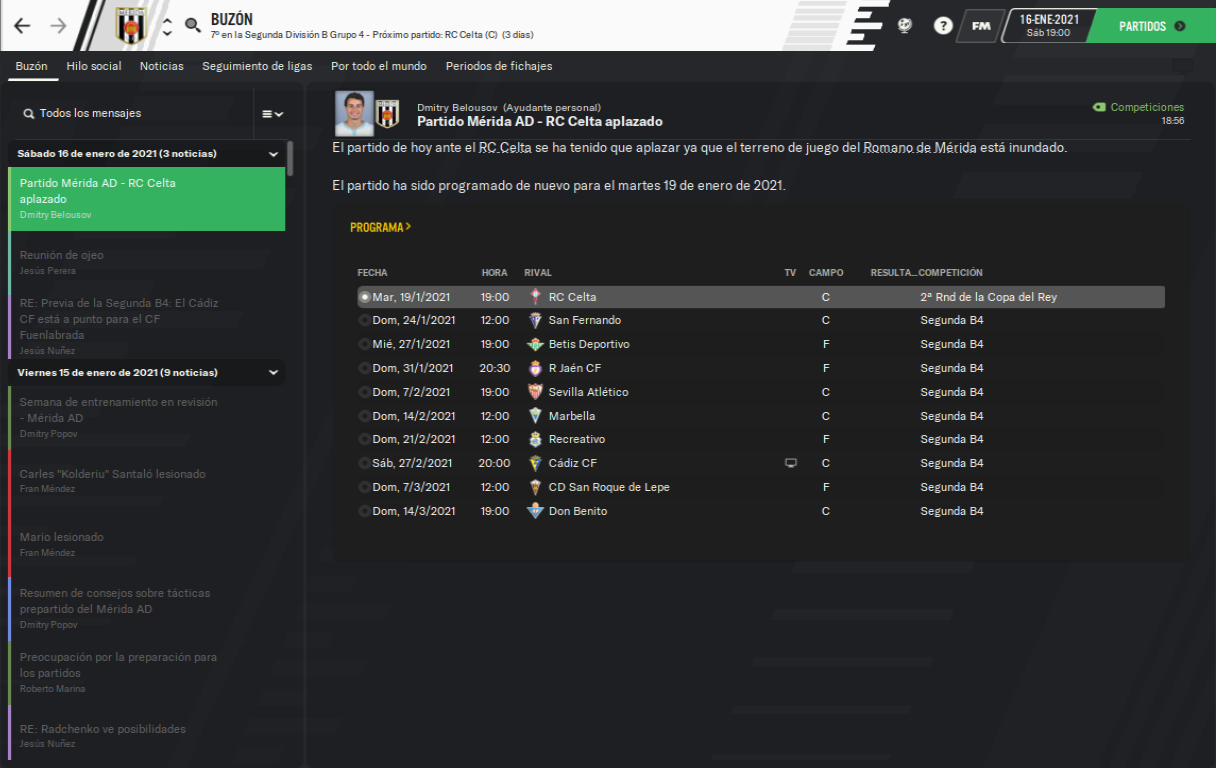 BUZÓN
7º en la Segunda División B Grupo 4 - Próximo partido: RC Celta (C) (3 días)
?
FM
16-ENE-2021
Sáb 19:00
PARTIDOS
Buzón Hilo social Noticias Seguimiento de ligas Por todo el mundo Periodos de fichajes
Todos los mensajes
Sábado 16 de enero de 2021 (3 noticias)
Partido Mérida AD - RC Celta
aplazado
Dmitry Belousov
Reunión de ojeo
Jesús Perera
RE: Previa de la Segunda B4: El Cádiz
CF está a punto para el CF
Fuenlabrada
Jesús Nuñez
Viernes 15 de enero de 2021 (9 noticias)
Semana de entrenamiento en revisión
- Mérida AD
Dmitry Popov
Carles "Kolderiu" Santaló lesionado
Fran Méndez
Mario lesionado
Fran Méndez
Resumen de consejos sobre tácticas
prepartido del Mérida AD
Dmitry Popov
Preocupación por la preparación para
los partidos
Roberto Marina
RE: Radchenko ve posibilidades
Jesús Nuñez
Dmitry Belousov (Ayudante personal)
Partido Mérida AD - RC Celta aplazado
Competiciones
18:56
El partido de hoy ante el RC Celta se ha tenido que aplazar ya que el terreno de juego del Romano de Mérida está inundado.
El partido ha sido programado de nuevo para el martes 19 de enero de 2021.
PROGRAMA >
FECHA HORA RIVAL TV CAMPO RESULTA... COMPETICIÓN
Mar, 19/1/2021 19:00 RC Celta C 2ª Rnd de la Copa del Rey
Dom, 24/1/2021 12:00 San Fernando C Segunda B4
Mié, 27/1/2021 19:00 Betis Deportivo F Segunda B4
Dom, 31/1/2021 20:30 R Jaén CF F Segunda B4
Dom, 7/2/2021 19:00 Sevilla Atlético C Segunda B4
Dom, 14/2/2021 12:00 Marbella C Segunda B4
Dom, 21/2/2021 12:00 Recreativo F Segunda B4
Sáb, 27/2/2021 20:00 Cádiz CF C Segunda B4
Dom, 7/3/2021 12:00 CD San Roque de Lepe F Segunda B4
Dom, 14/3/2021 19:00 Don Benito C Segunda B4